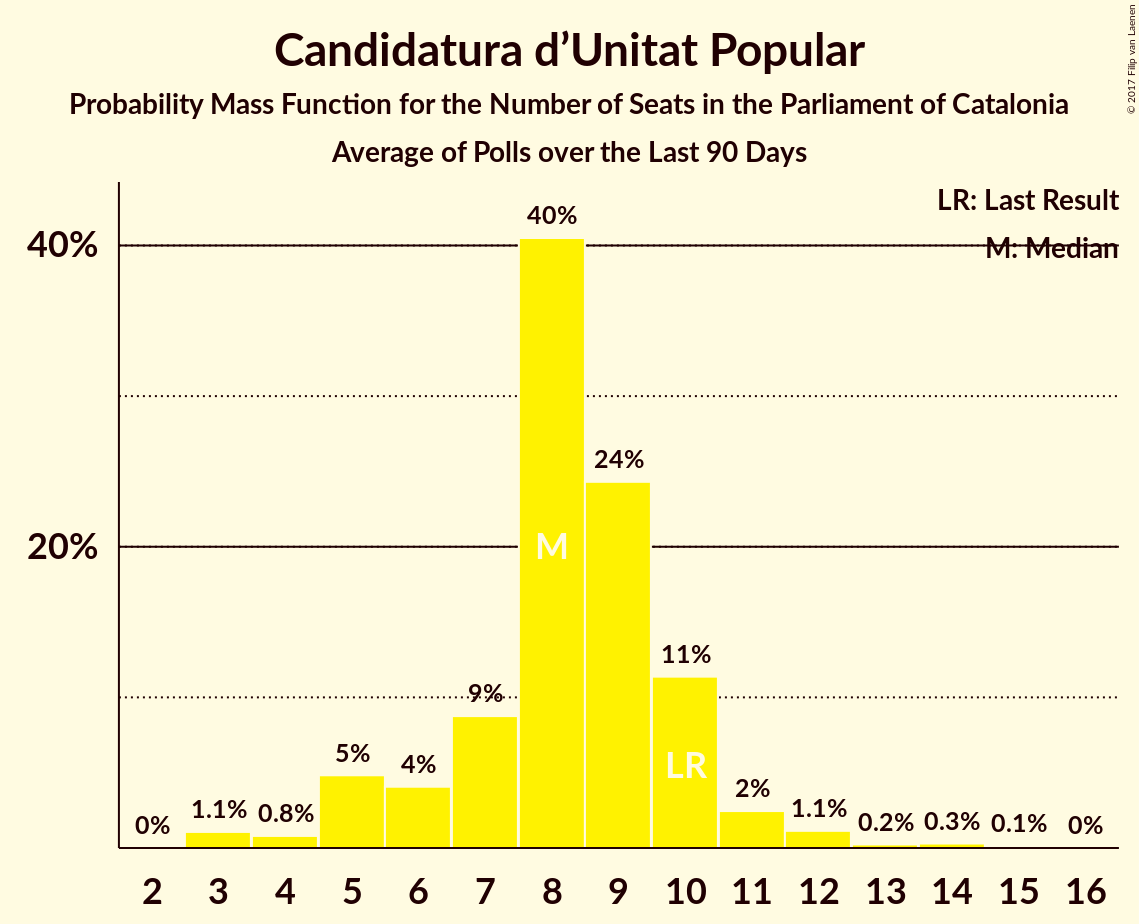 Candidatura d’Unitat Popular
Probability Mass Function for the Number of Seats in the Parliament of Catalonia
Average of Polls over the Last 90 Days
© 2017 Filip van Laenen
LR: Last Result
M: Median
40%
20%
0%
1.1%
0.8%
5%
4%
9%
40%
24%
11%
2%
1.1%
0.2%
0.3%
0.1%
0%
M
LR
2 3 4 5 6 7 8 9 10 11 12 13 14 15 16